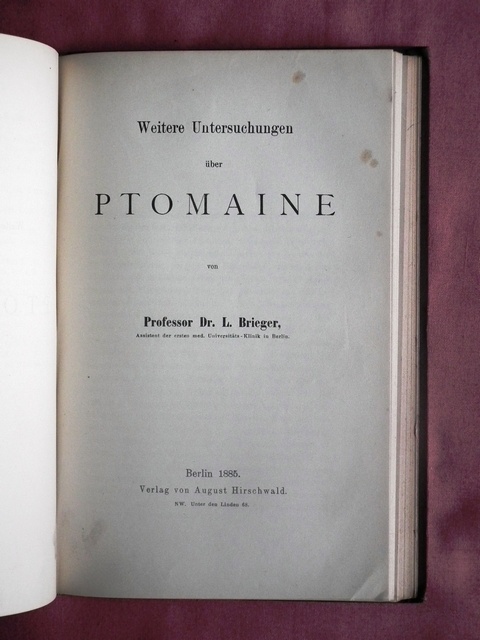 Weitere Untersuchungen
über
PTOMAINE
von
Professor Dr. L. Brieger,
Assistent der ersten med. Universitäts-Klinik in Berlin.
Berlin 1885.
Verlag von August Hirschwald.
NW. Unter den Linden 68.